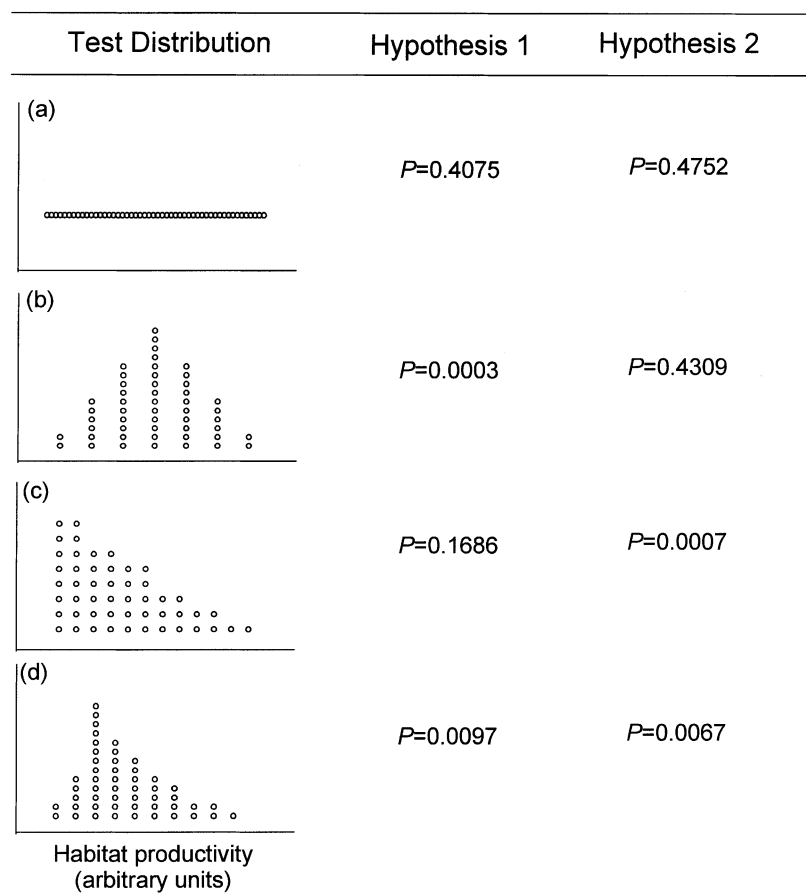 Test Distribution Hypothesis 1 Hypothesis 2
(a)
P=0.4075 P=0.4752
(b)
P=0.0003 P=0.4309
(c)
P=0.1686 P=0.0007
(d)
P=0.0097 P=0.0067
Habitat productivity
(arbitrary units)